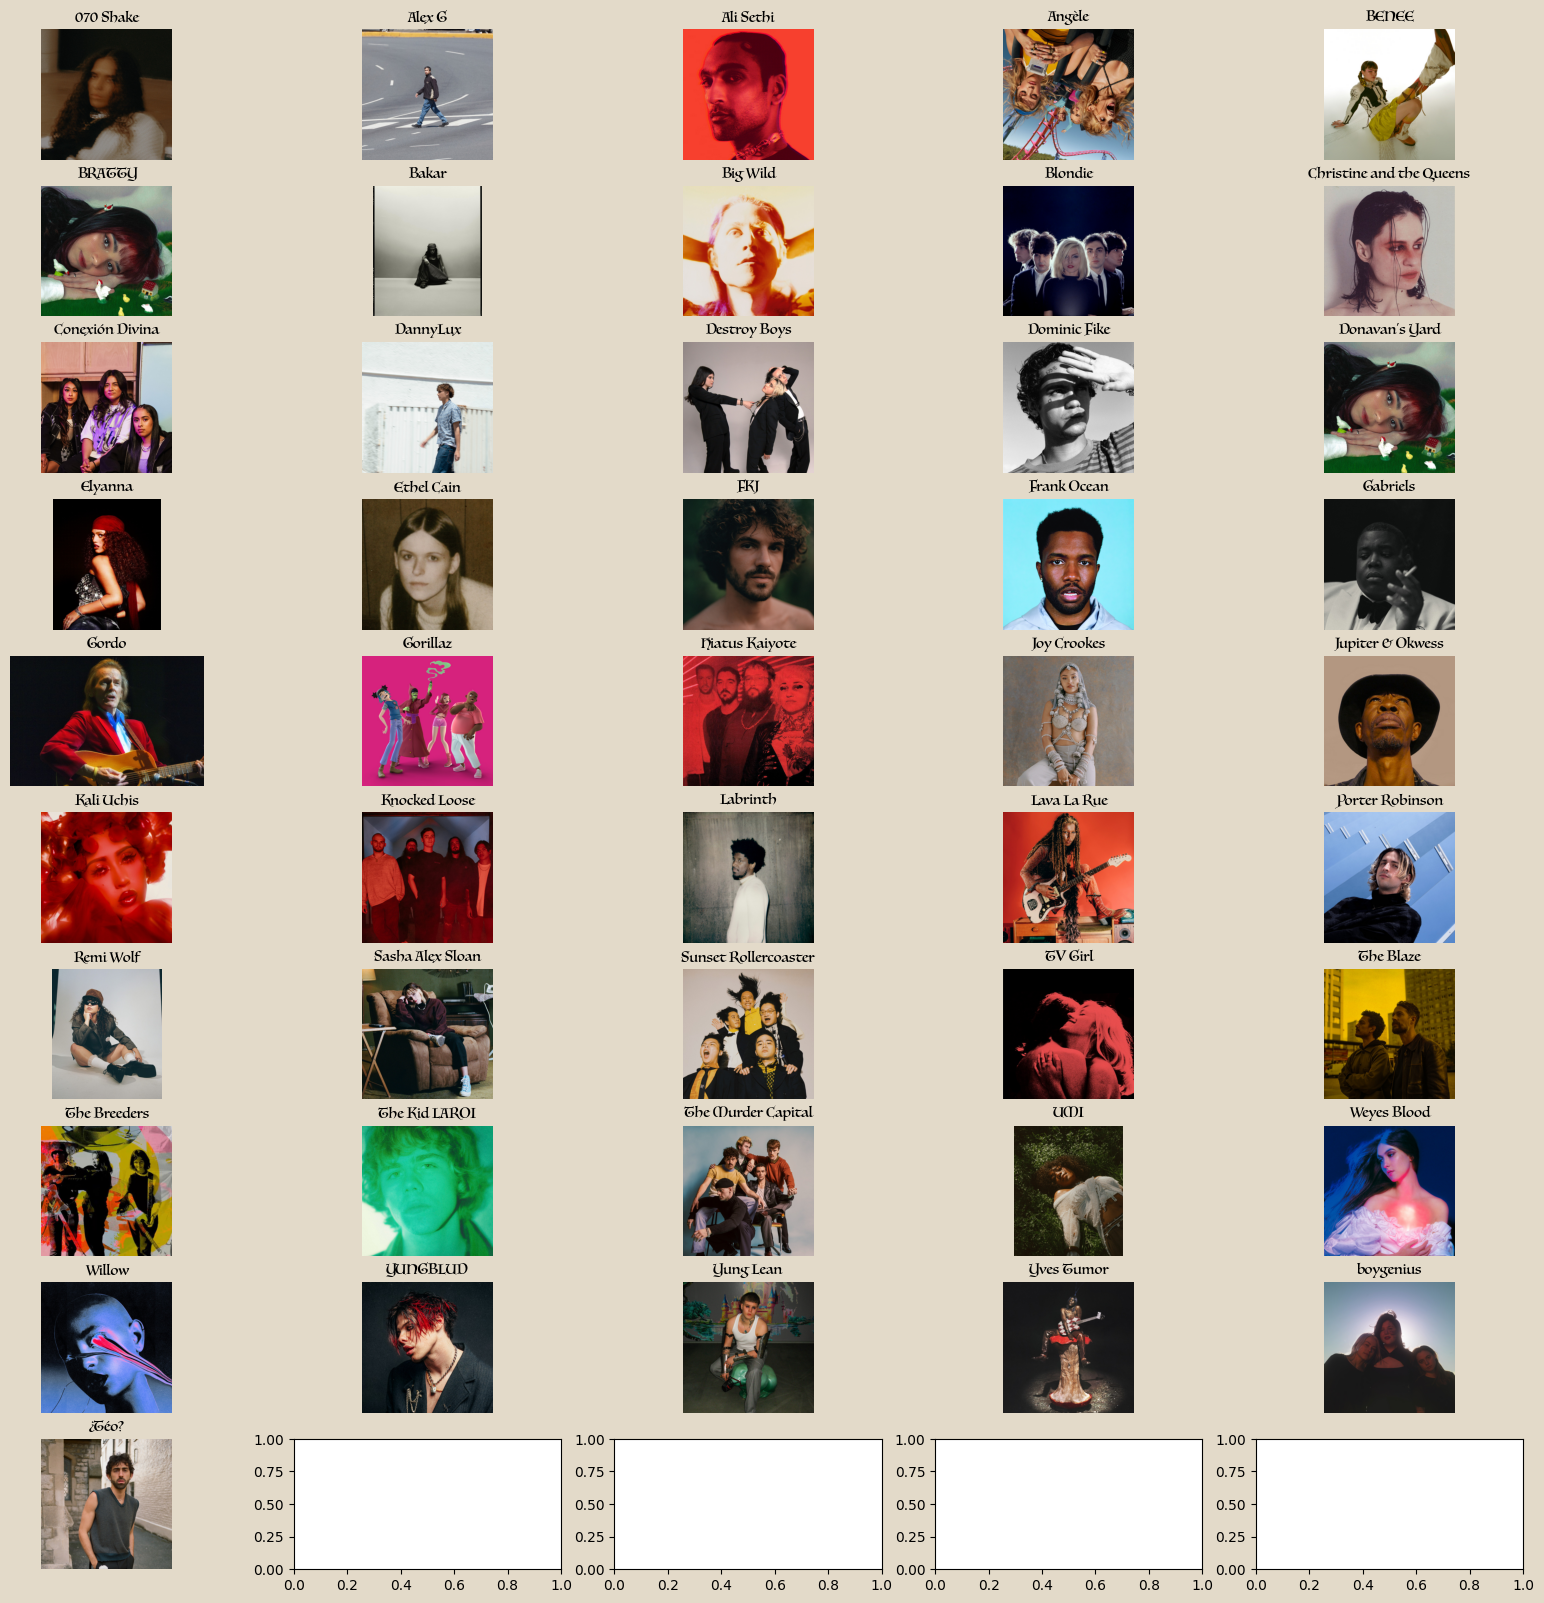 070 Shake
Alex G
Ali Sethi
Angèle
BENEE
BRATTY
Bakar
Big Wild
Blondie
Christine and the Queens
Conexión Divina
DannyLux
Destroy Boys
Dominic Fike
Donavan's Yard
Elyanna
Ethel Cain
FKJ
Frank Ocean
Gabriels
Gordo
Gorillaz
Hiatus Kaiyote
Joy Crookes
Jupiter & Okwess
Kali Uchis
Knocked Loose
Labrinth
Lava La Rue
Porter Robinson
Remi Wolf
Sasha Alex Sloan
Sunset Rollercoaster
TV Girl
The Blaze
The Breeders
The Kid LAROI
The Murder Capital
UMI
Weyes Blood
Willow
YUNGBLUD
Yung Lean
Yves Tumor
boygenius
¿Téo?
1.00
0.75
0.50
0.25
0.00
0.0 0.2 0.4 0.6 0.8 1.0
1.00
0.75
0.50
0.25
0.00
0.0 0.2 0.4 0.6 0.8 1.0
1.00
0.75
0.50
0.25
0.00
0.0 0.2 0.4 0.6 0.8 1.0
1.00
0.75
0.50
0.25
0.00
0.0 0.2 0.4 0.6 0.8 1.0